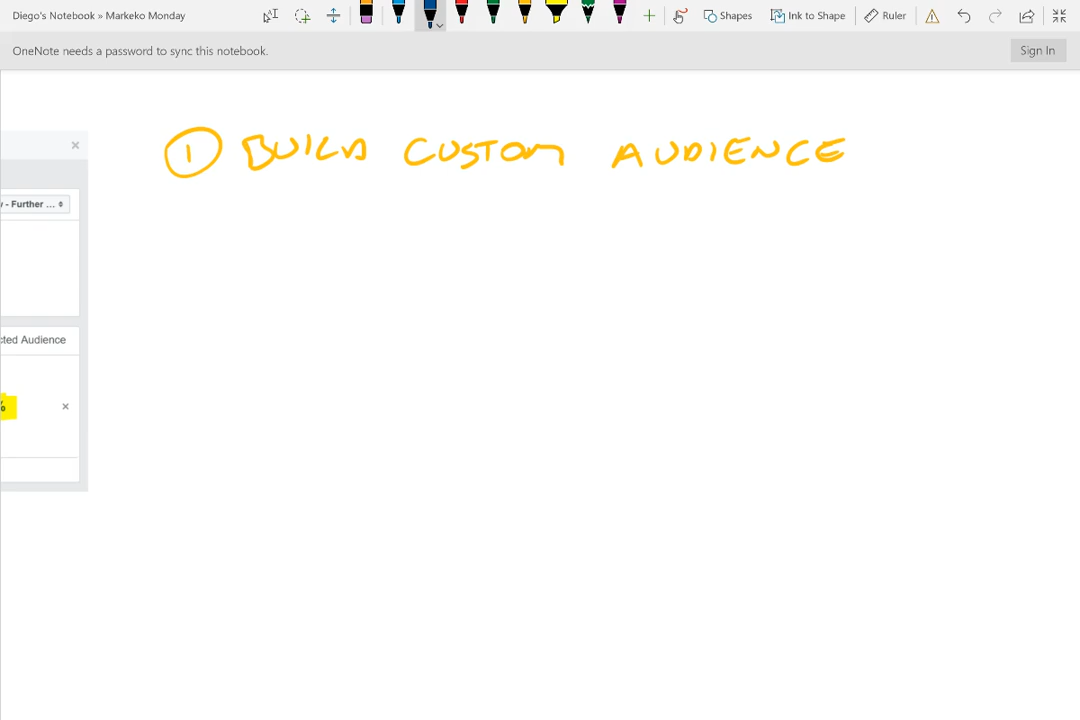 Diego's Notebook » Markeko Monday
Shapes
Ink to Shape
Ruler
OneNote needs a password to sync this notebook.
Sign In
① BUILD CUSTOM AUDIENCE
- Further ...
cted Audience
%